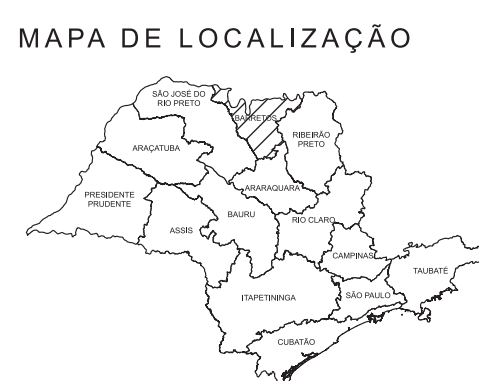 MAPA DE LOCALIZAÇÃO
SÃO JOSÉ DO
RIO PRETO
BARRETOS
RIBEIRÃO
PRETO
ARAÇATUBA
PRESIDENTE
PRUDENTE
ARARAQUARA
BAURU
RIO CLARO
ASSIS
CAMPINAS
TAUBATÉ
ITAPETININGA
SÃO PAULO
CUBATÃO